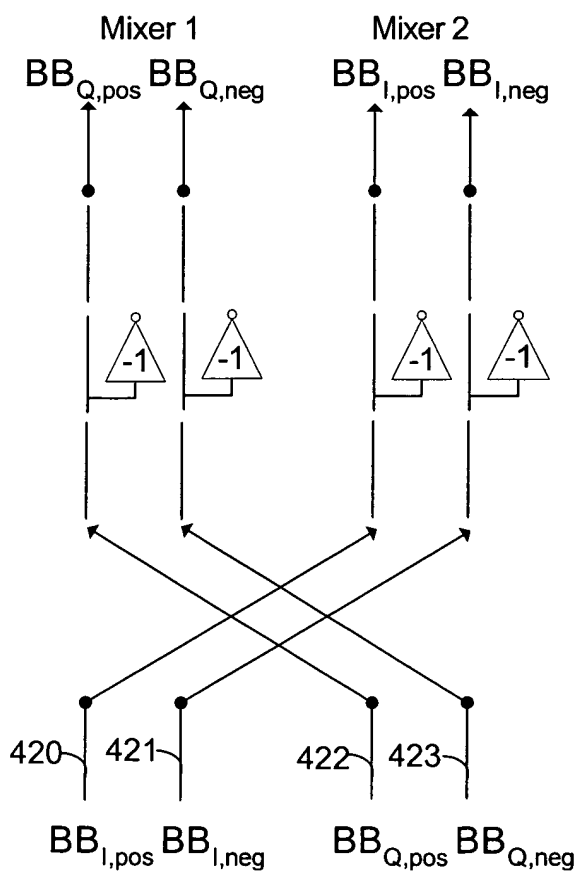 Mixer 1 Mixer 2
BBQ,pos BBQ,neg BBI,pos BBI,neg
-1 -1 -1 -1
420 421 422 423
BBI,pos BBI,neg BBQ,pos BBQ,neg